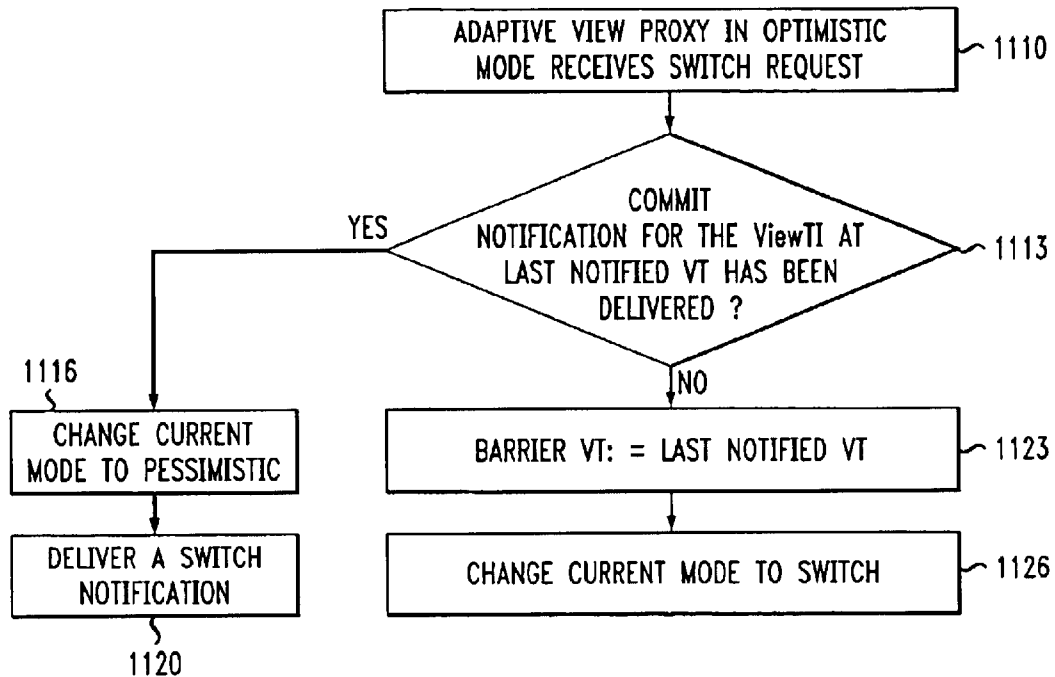 ADAPTIVE VIEW PROXY IN OPTIMISTIC
MODE RECEIVES SWITCH REQUEST
1110
COMMIT
NOTIFICATION FOR THE ViewTI AT
LAST NOTIFIED VT HAS BEEN
DELIVERED ?
1113
YES
NO
1116
CHANGE CURRENT
MODE TO PESSIMISTIC
BARRIER VT: = LAST NOTIFIED VT
1123
DELIVER A SWITCH
NOTIFICATION
1120
CHANGE CURRENT MODE TO SWITCH
1126